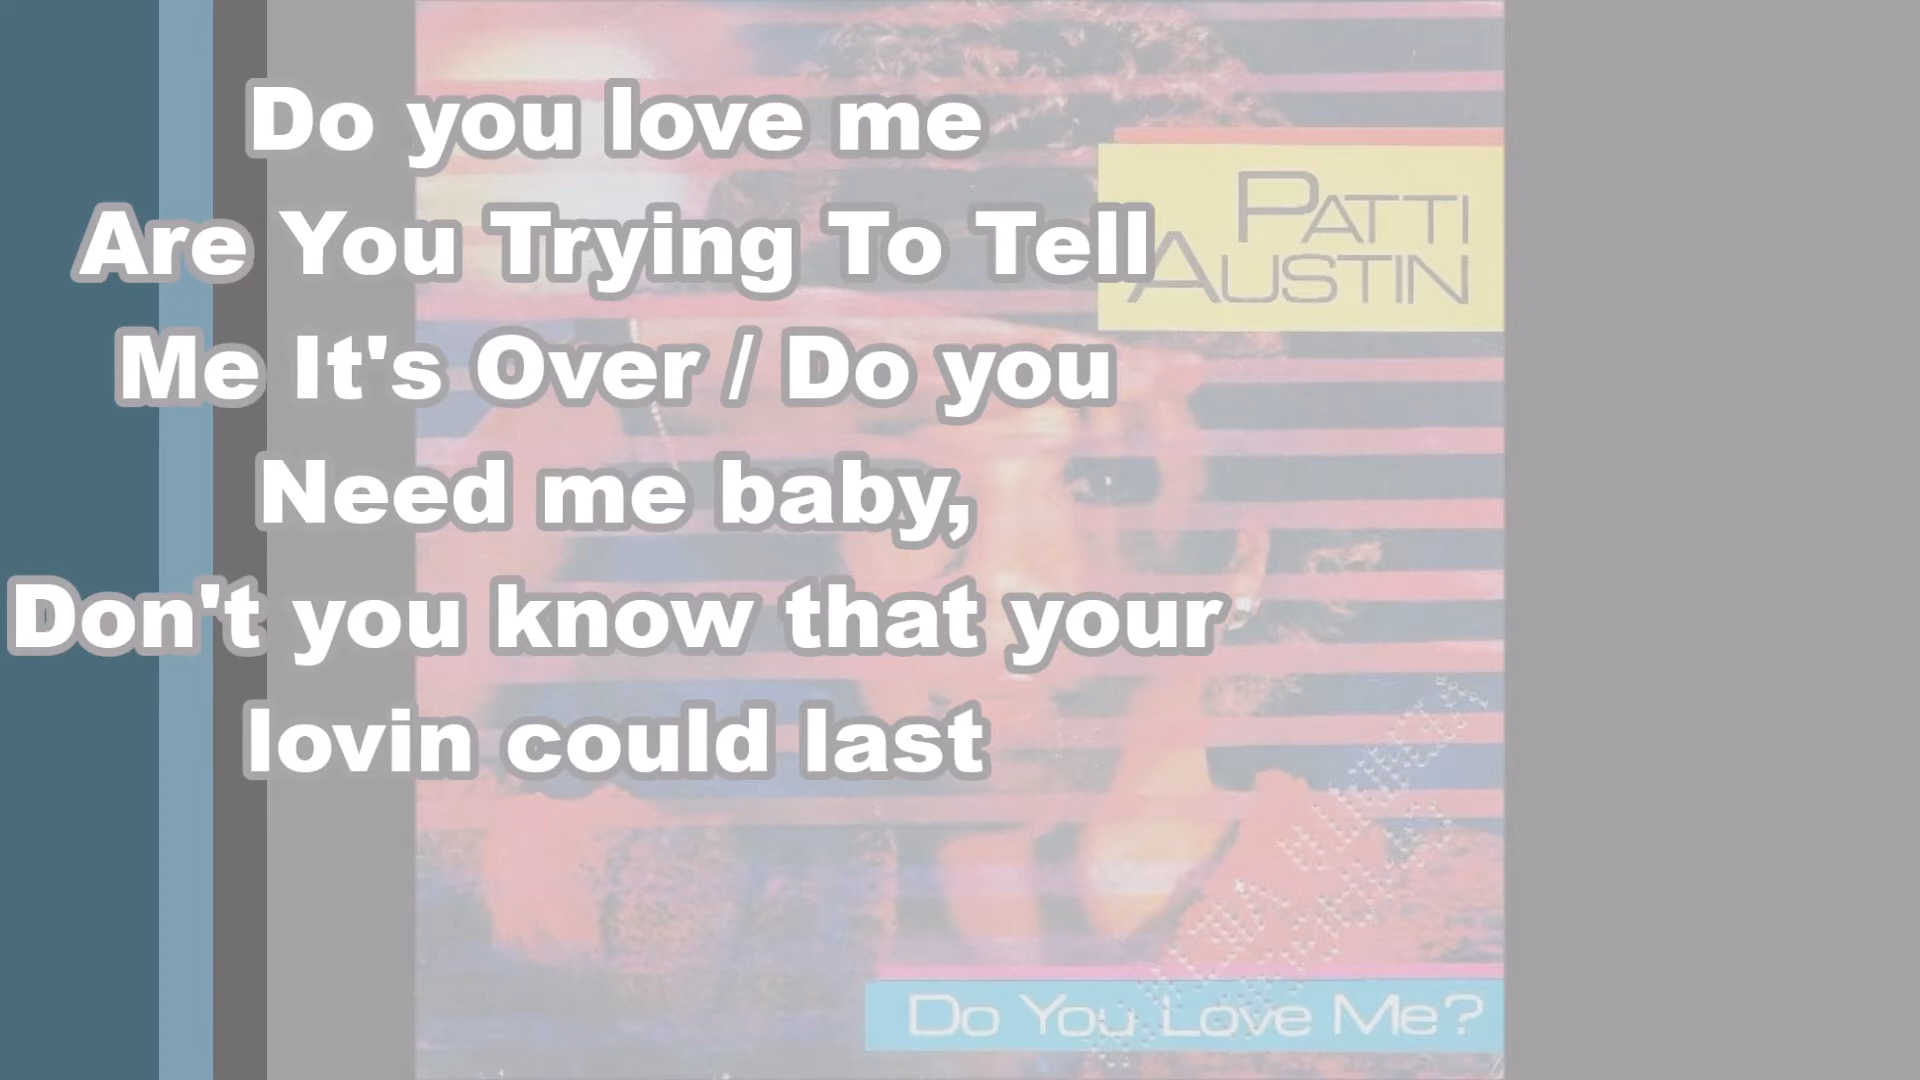 Do you love me
Are You Trying To Tell
Me It's Over / Do you
Need me baby,
Don't you know that your
lovin could last
PATTI
AUSTIN
Do You Love Me?